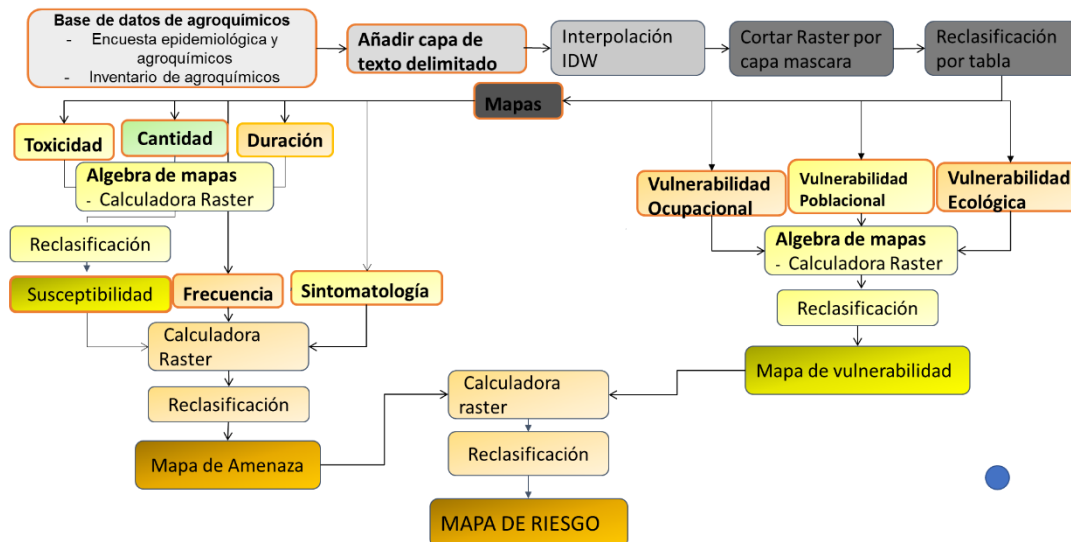 Base de datos de agroquímicos
- Encuesta epidemiológica y
agroquímicos
- Inventario de agroquímicos
Añadir capa de
texto delimitado
Interpolación
IDW
Cortar Raster por
capa mascara
Reclasificación
por tabla
Mapas
Toxicidad
Cantidad
Duración
Algebra de mapas
- Calculadora Raster
Reclasificación
Susceptibilidad
Frecuencia
Sintomatología
Calculadora
Raster
Reclasificación
Mapa de Amenaza
Vulnerabilidad
Ocupacional
Vulnerabilidad
Poblacional
Vulnerabilidad
Ecológica
Algebra de mapas
- Calculadora Raster
Reclasificación
Mapa de vulnerabilidad
Calculadora
raster
Reclasificación
MAPA DE RIESGO